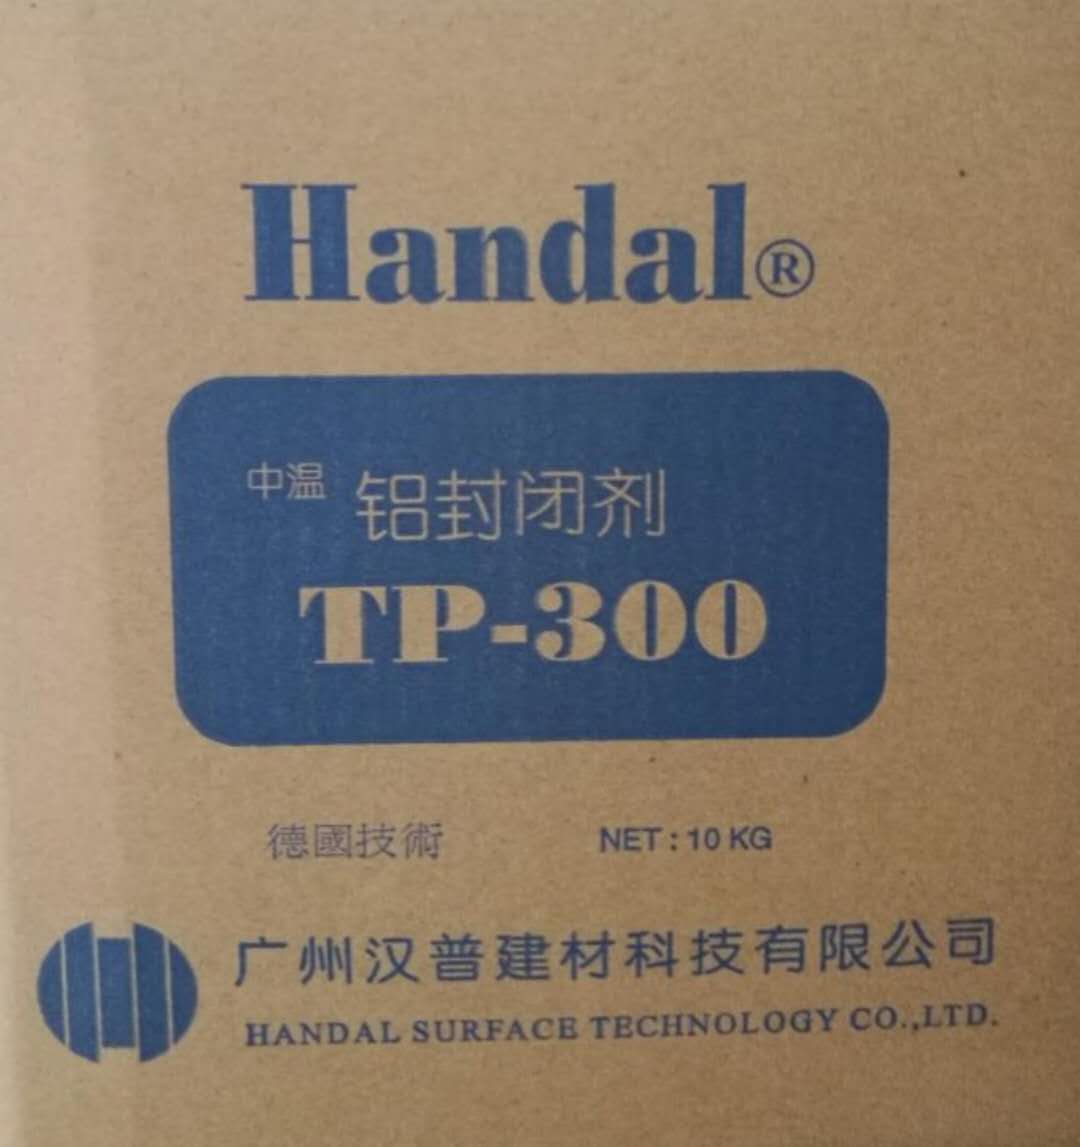 Handal®
中温 铝封闭剂
TP-300
德國技術 NET : 10 KG
广州汉普建材科技有限公司
HANDAL SURFACE TECHNOLOGY CO.,LTD.